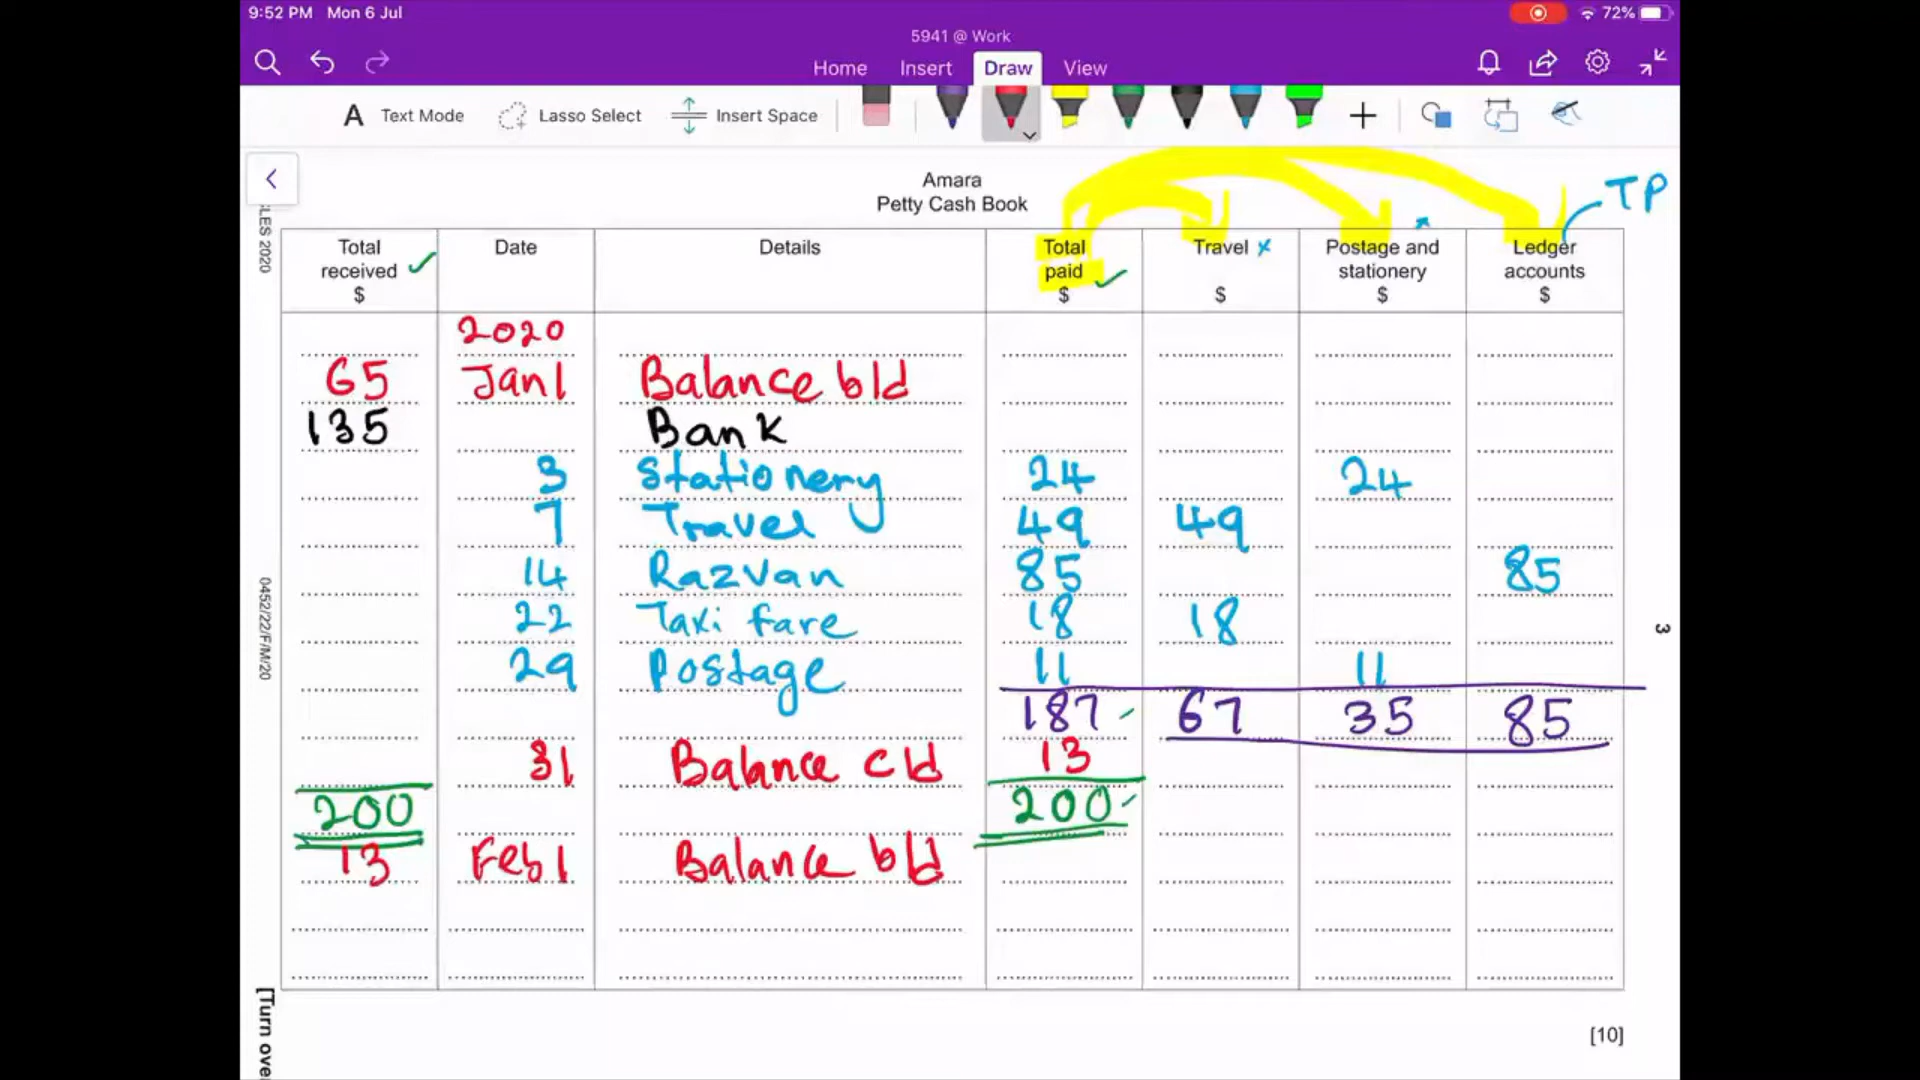 9:52 PM Mon 6 Jul 72%
5941 @ Work
Home Insert Draw View
A Text Mode Lasso Select Insert Space
Amara
Petty Cash Book
TP
Total received $ Date Details Total paid $ Travel x $ Postage and stationery $ Ledger accounts $
2020
65 Jan 1 Balance b/d
135 Bank
3 Stationery 24 24
7 Travel 49 49
14 Razvan 85 85
22 Taxi fare 18 18
29 Postage 11 11
187 67 35 85
31 Balance c/d 13
200 200
13 Feb 1 Balance b/d
[10]
LES 2020
0452/22/F/M/20
3
[Turn ove